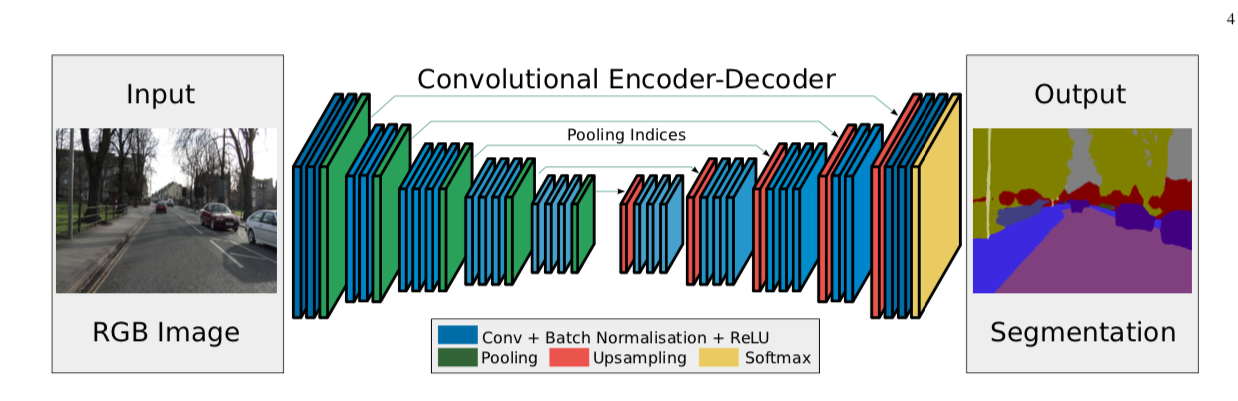 4
Convolutional Encoder-Decoder
Input
Output
Pooling Indices
RGB Image
Segmentation
Conv + Batch Normalisation + ReLU
Pooling
Upsampling
Softmax